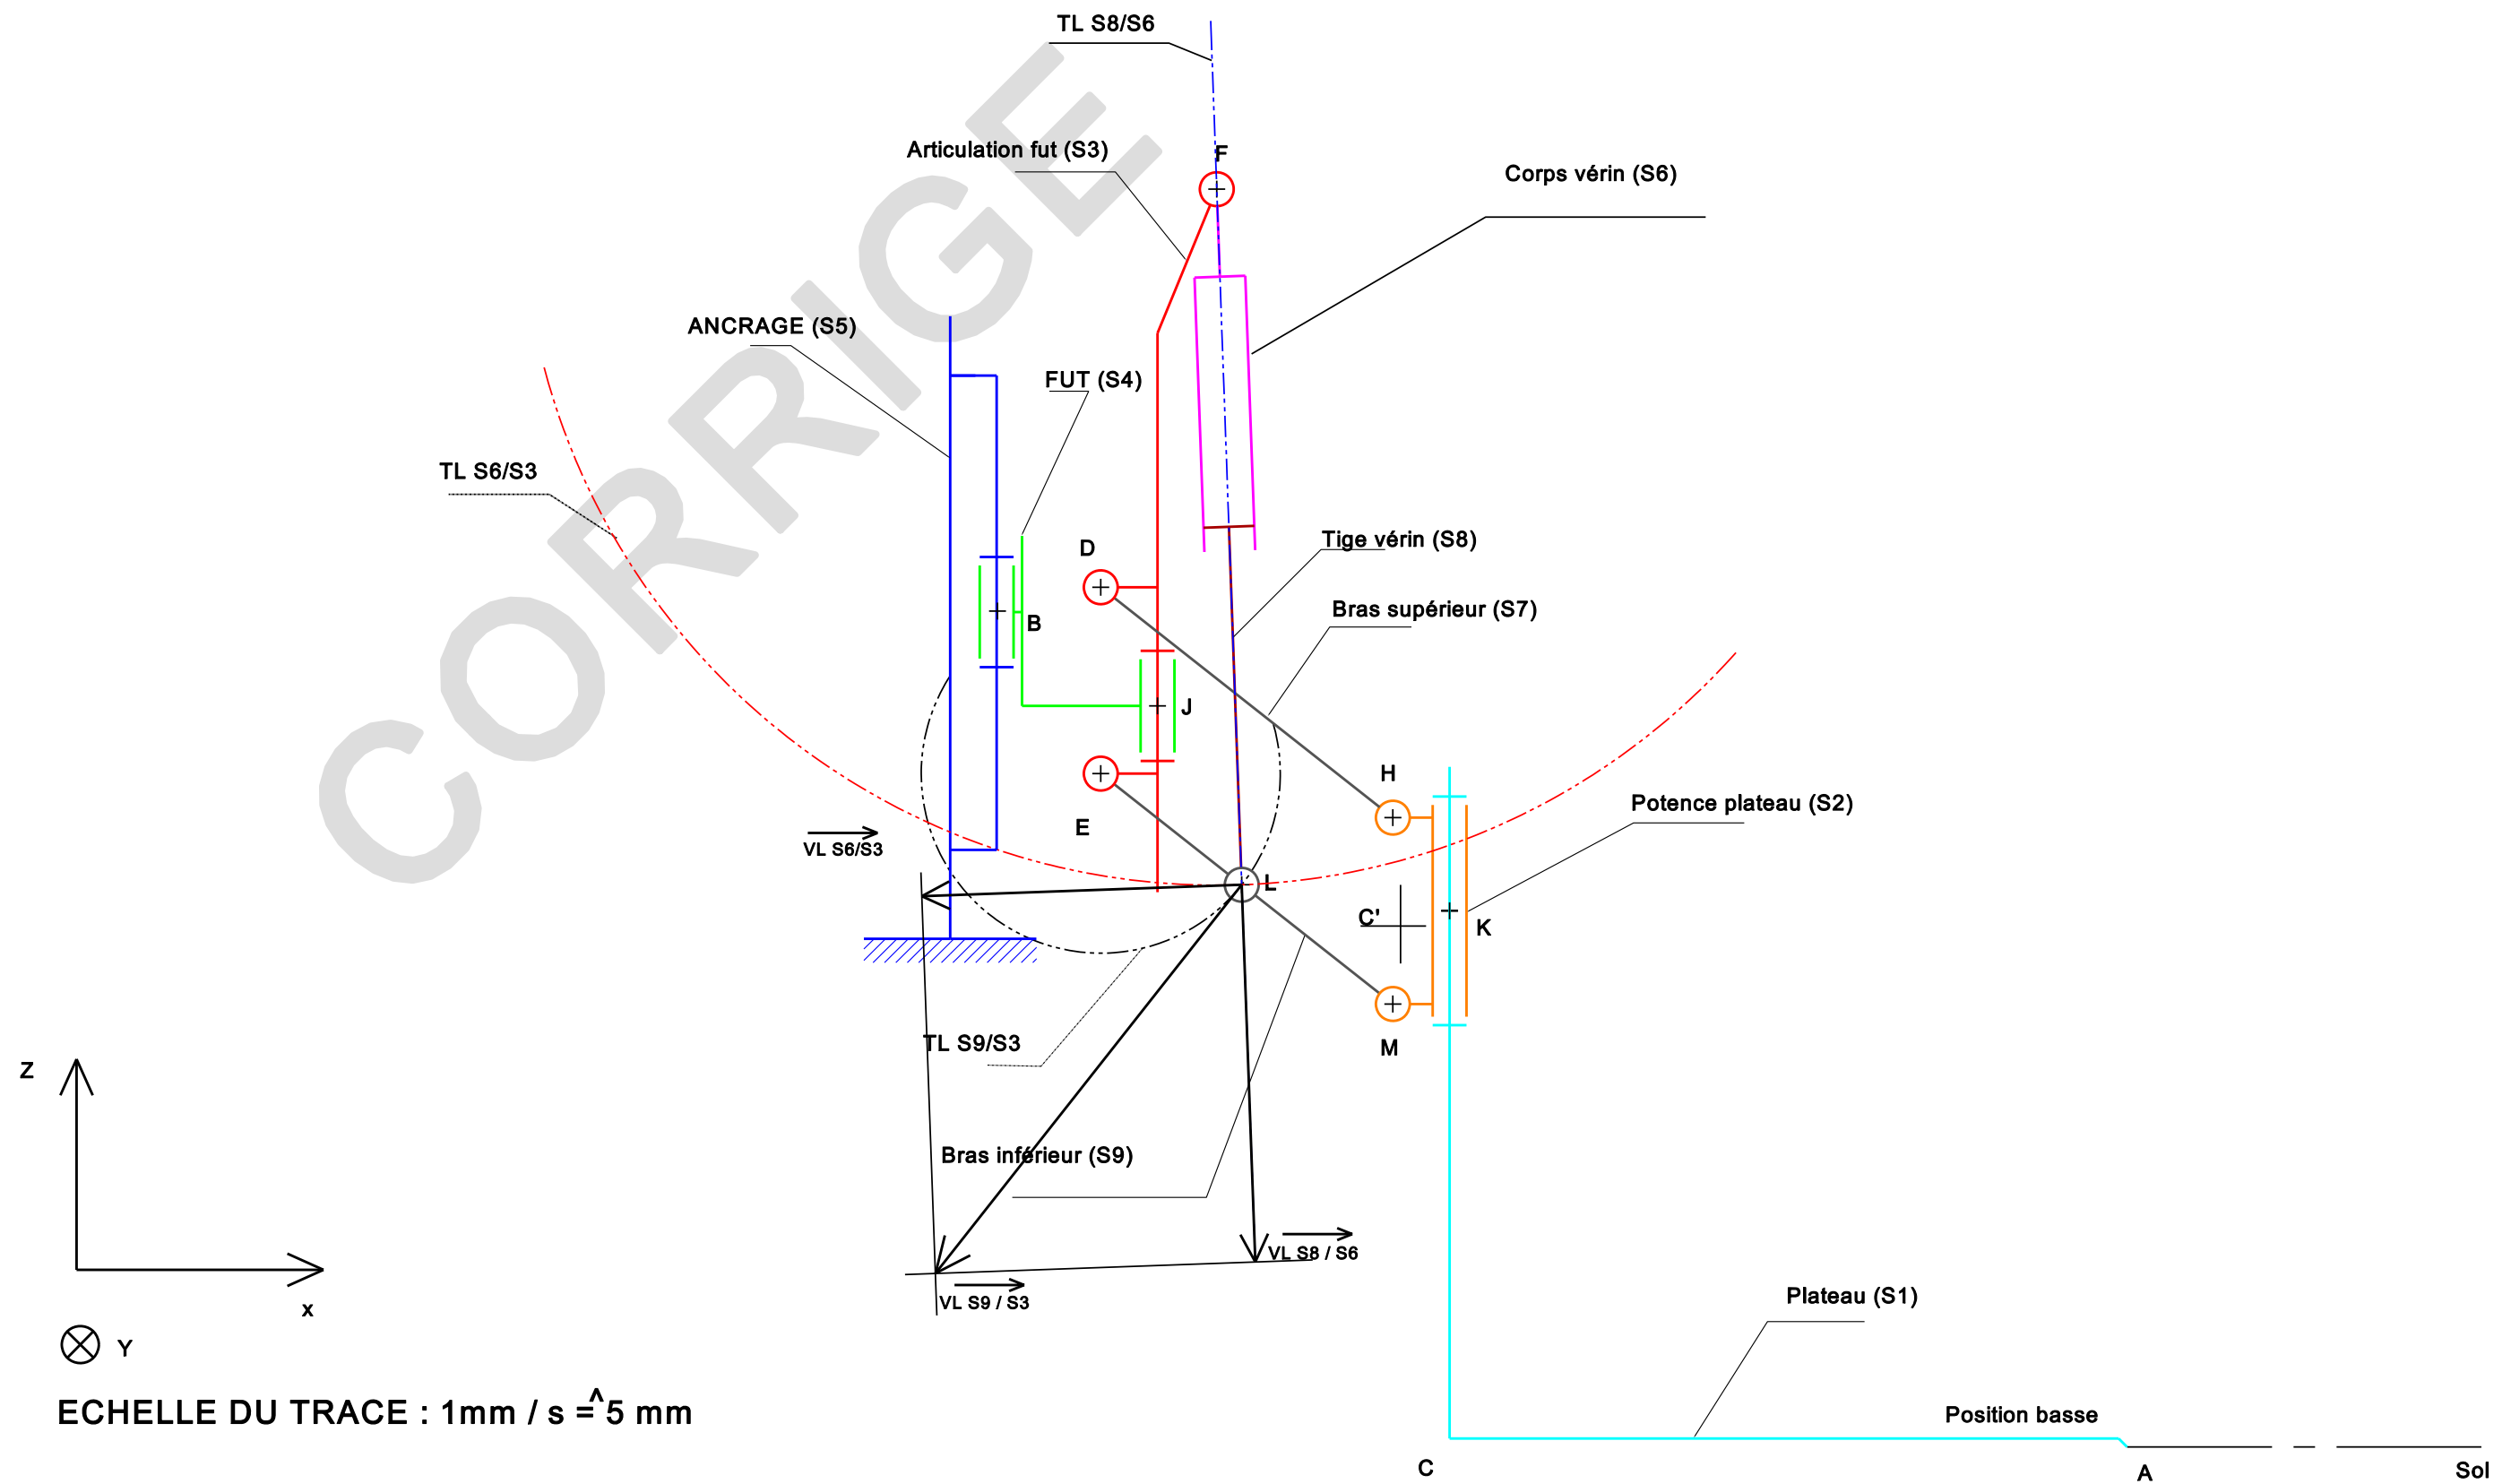 TL S8/S6
Articulation fut (S3)
F
Corps vérin (S6)
ANCRAGE (S5)
FUT (S4)
TL S6/S3
D
Tige vérin (S8)
B
Bras supérieur (S7)
J
H
E
Potence plateau (S2)
VL S6/S3
L
C'
K
TL S9/S3
M
Z
Bras inférieur (S9)
VL S8 / S6
VL S9 / S3
x
Plateau (S1)
Y
ECHELLE DU TRACE : 1mm / s =^ 5 mm
Position basse
C
A
Sol
CORRIGE